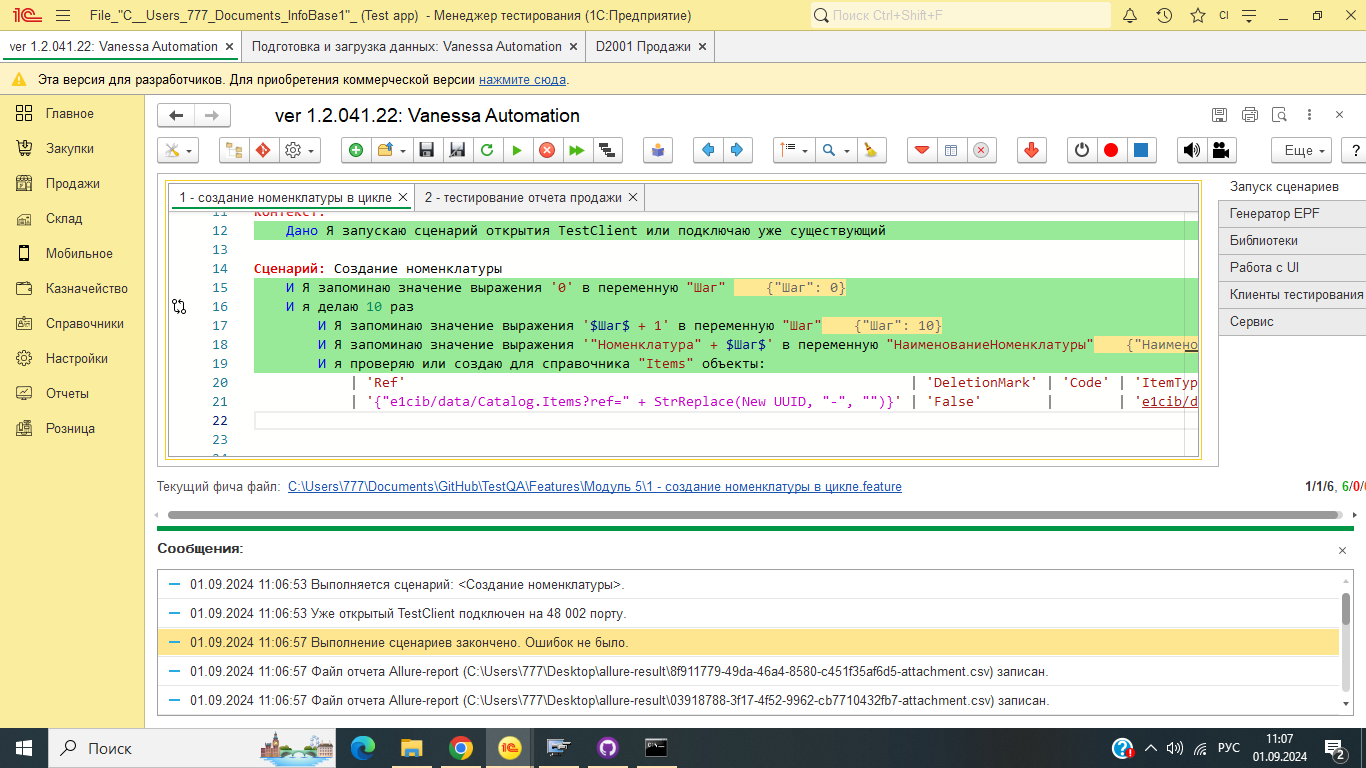 File_"C__Users_777_Documents_InfoBase1"_ (Test app) - Менеджер тестирования (1С:Предприятие)
Поиск Ctrl+Shift+F
CI
ver 1.2.041.22: Vanessa Automation
Подготовка и загрузка данных: Vanessa Automation
D2001 Продажи
Эта версия для разработчиков. Для приобретения коммерческой версии нажмите сюда.
Главное
Закупки
Продажи
Склад
Мобильное
Казначейство
Справочники
Настройки
Отчеты
Розница
ver 1.2.041.22: Vanessa Automation
Еще
?
1 - создание номенклатуры в цикле
2 - тестирование отчета продажи
11 Контекст:
12 Дано Я запускаю сценарий открытия TestClient или подключаю уже существующий
13
14 Сценарий: Создание номенклатуры
15 И Я запоминаю значение выражения '0' в переменную "Шаг" {"Шаг": 0}
16 И я делаю 10 раз
17 И Я запоминаю значение выражения '$Шаг$ + 1' в переменную "Шаг" {"Шаг": 10}
18 И Я запоминаю значение выражения '"Номенклатура" + $Шаг$' в переменную "НаименованиеНоменклатуры" {"Наимено
19 И я проверяю или создаю для справочника "Items" объекты:
20 | 'Ref' | 'DeletionMark' | 'Code' | 'ItemTyp
21 | '{"e1cib/data/Catalog.Items?ref=" + StrReplace(New UUID, "-", "")}' | 'False' | | 'e1cib/d
22
23
Запуск сценариев
Генератор EPF
Библиотеки
Работа с UI
Клиенты тестирования
Сервис
Текущий фича файл: C:\Users\777\Documents\GitHub\TestQA\Features\Модуль 5\1 - создание номенклатуры в цикле.feature
1/1/6, 6/0/
Сообщения:
01.09.2024 11:06:53 Выполняется сценарий: <Создание номенклатуры>.
01.09.2024 11:06:53 Уже открытый TestClient подключен на 48 002 порту.
01.09.2024 11:06:57 Выполнение сценариев закончено. Ошибок не было.
01.09.2024 11:06:57 Файл отчета Allure-report (C:\Users\777\Desktop\allure-result\8f911779-49da-46a4-8580-c451f35af6d5-attachment.csv) записан.
01.09.2024 11:06:57 Файл отчета Allure-report (C:\Users\777\Desktop\allure-result\03918788-3f17-4f52-9962-cb7710432fb7-attachment.csv) записан.
Поиск
РУС
11:07
01.09.2024
2